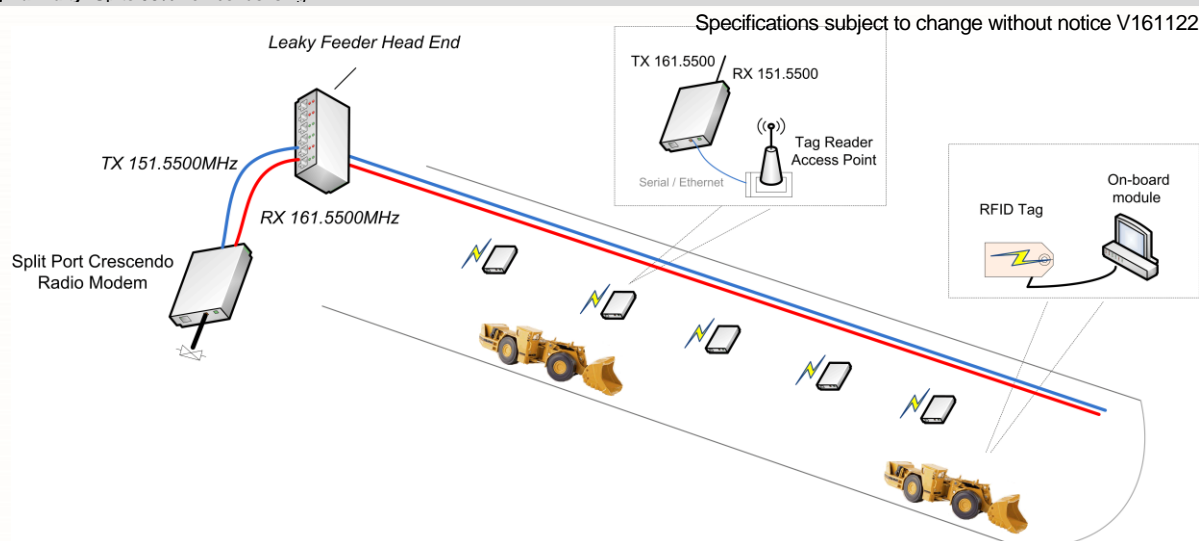 Specifications subject to change without notice V161122
Leaky Feeder Head End
TX 161.5500
RX 151.5500
Tag Reader
Access Point
Serial / Ethernet
TX 151.5500MHz
RX 161.5500MHz
On-board
module
RFID Tag
Split Port Crescendo
Radio Modem